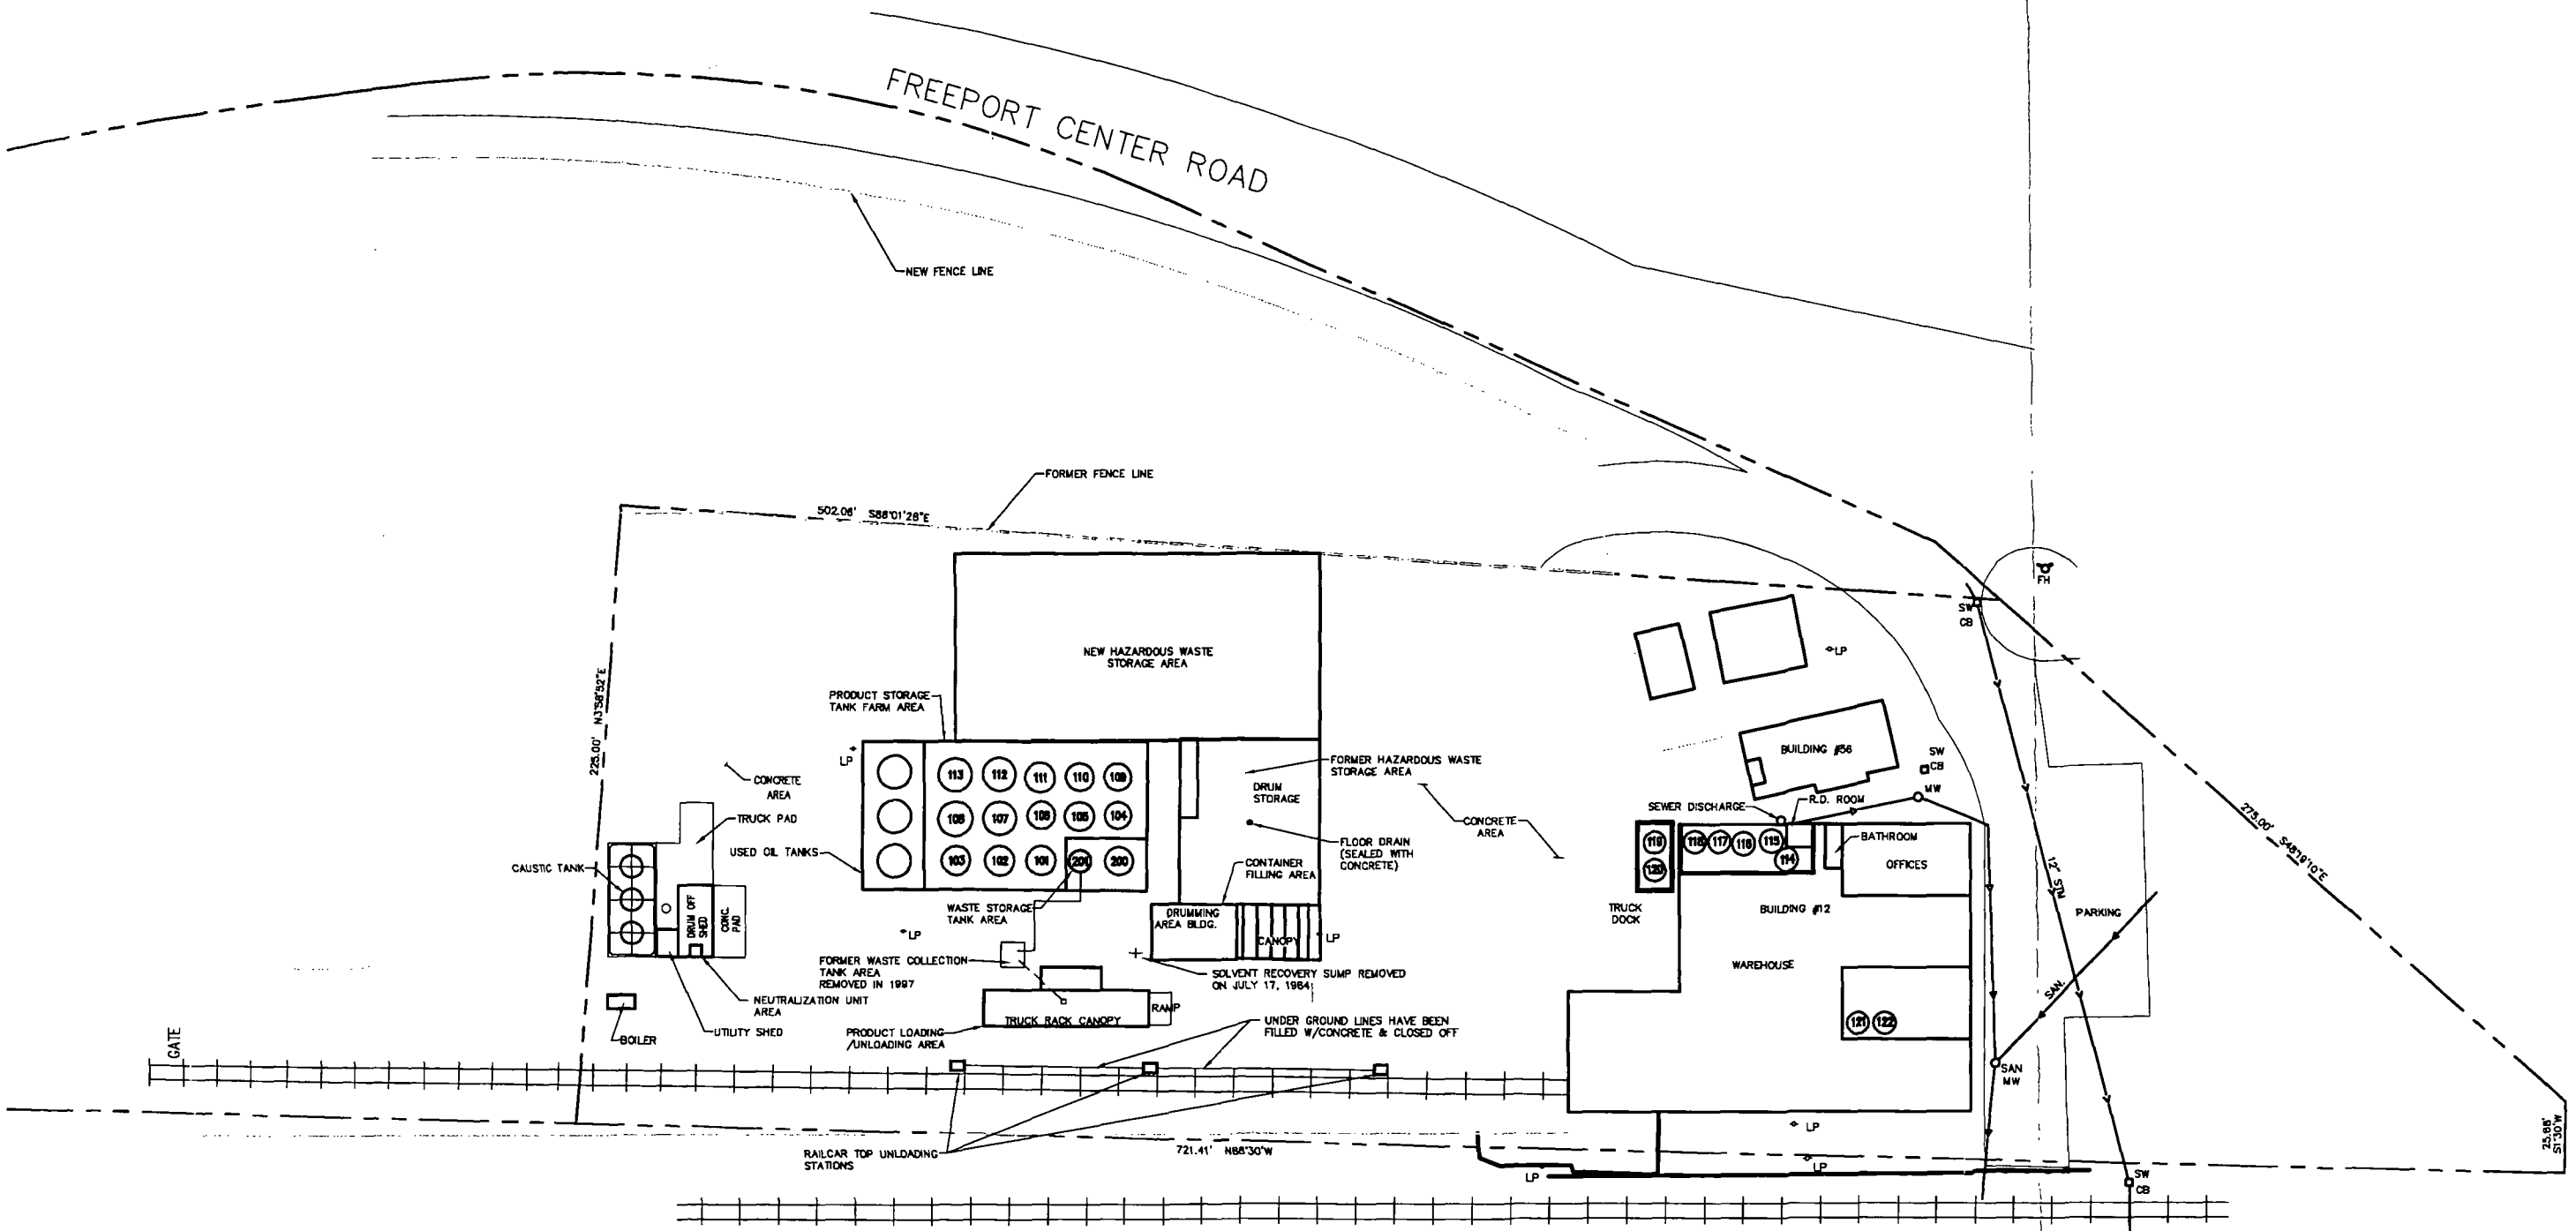 FREEPORT CENTER ROAD
NEW FENCE LINE
FORMER FENCE LINE
502.06' S88°01'28"E
FH
SW
CB
NEW HAZARDOUS WASTE
STORAGE AREA
LP
225.00' N3°58'52"E
PRODUCT STORAGE
TANK FARM AREA
LP
CONCRETE
AREA
113
112
111
110
109
FORMER HAZARDOUS WASTE
STORAGE AREA
DRUM
STORAGE
BUILDING #56
SW
CB
MW
TRUCK PAD
108
107
106
105
104
SEWER DISCHARGE
R.D. ROOM
CONCRETE
AREA
275.00' S48°19'10"E
USED OIL TANKS
FLOOR DRAIN
(SEALED WITH
CONCRETE)
119
120
118
117
116
115
114
BATHROOM
OFFICES
CAUSTIC TANK
103
102
101
201
200
CONTAINER
FILLING AREA
12" STM
DRUM OFF
SHED
CONC.
PAD
WASTE STORAGE
TANK AREA
DRUMMING
AREA BLDG.
TRUCK
DOCK
BUILDING #12
PARKING
LP
CANOPY
LP
FORMER WASTE COLLECTION
TANK AREA
REMOVED IN 1997
SOLVENT RECOVERY SUMP REMOVED
ON JULY 17, 1984
WAREHOUSE
SAN.
NEUTRALIZATION UNIT
AREA
RAMP
TRUCK RACK CANOPY
UTILITY SHED
BOILER
PRODUCT LOADING
/UNLOADING AREA
UNDER GROUND LINES HAVE BEEN
FILLED W/CONCRETE & CLOSED OFF
121
122
GATE
SAN
MW
RAILCAR TOP UNLOADING
STATIONS
721.41' N88°30'W
LP
LP
LP
25.88'
S1°30'W
SW
CB